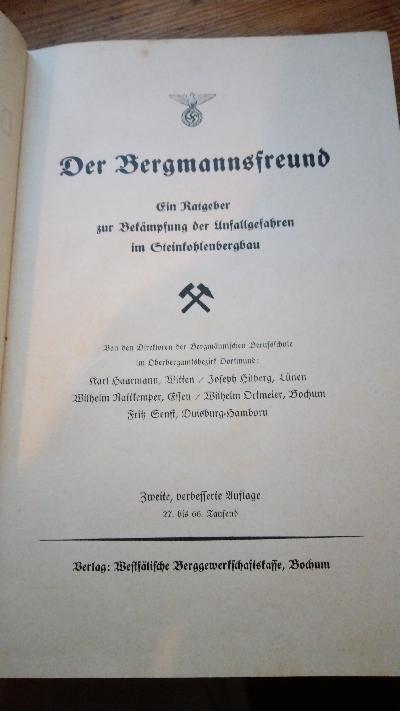 Der Bergmannsfreund
Ein Ratgeber
zur Bekämpfung der Unfallgefahren
im Steinkohlenbergbau
Von den Direktoren der Bergmännischen Berufsschule
im Oberbergamtsbezirk Dortmund:
Karl Haarmann, Witten / Joseph Hilberg, Lünen
Wilhelm Nattkemper, Essen / Wilhelm Ortmeier, Bochum
Fritz Senft, Duisburg-Hamborn
Zweite, verbesserte Auflage
27. bis 66. Tausend
Verlag: Westfälische Berggewerkschaftskasse, Bochum